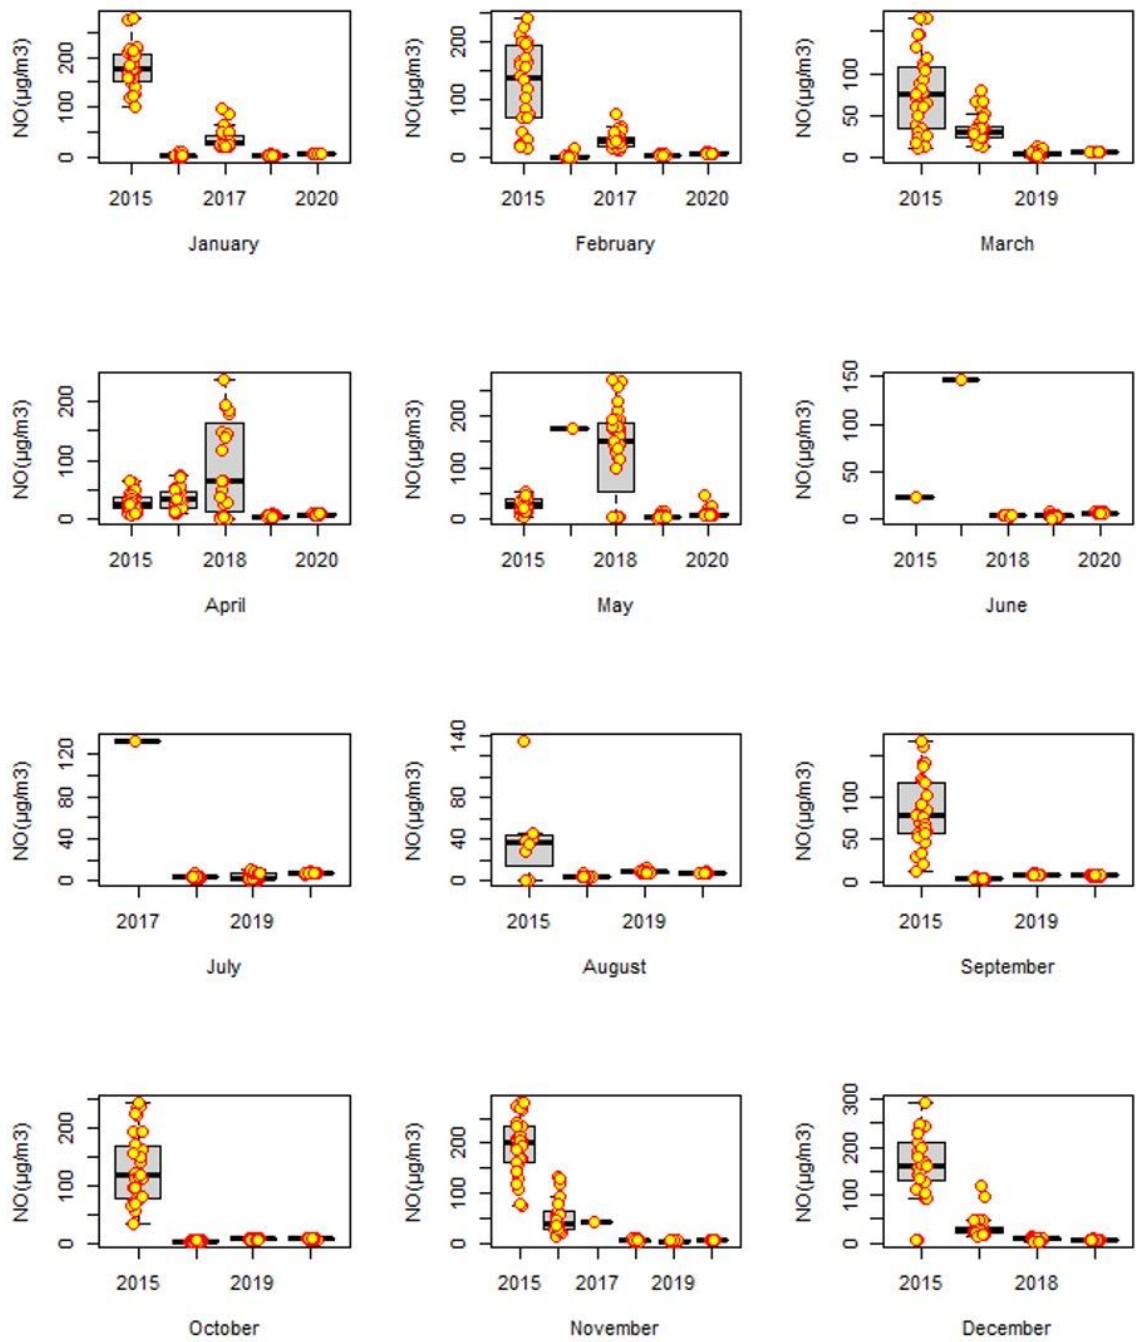 NO(µg/m3) 0 100 200 2015 2017 2020 January
NO(µg/m3) 0 100 200 2015 2017 2020 February
NO(µg/m3) 0 50 100 2015 2019 March
NO(µg/m3) 0 100 200 2015 2018 2020 April
NO(µg/m3) 0 100 200 2015 2018 2020 May
NO(µg/m3) 0 50 100 150 2015 2018 2020 June
NO(µg/m3) 0 40 80 120 2017 2019 July
NO(µg/m3) 0 40 80 140 2015 2019 August
NO(µg/m3) 0 50 100 2015 2019 September
NO(µg/m3) 0 100 200 2015 2019 October
NO(µg/m3) 0 100 200 2015 2017 2019 November
NO(µg/m3) 0 100 200 300 2015 2018 December